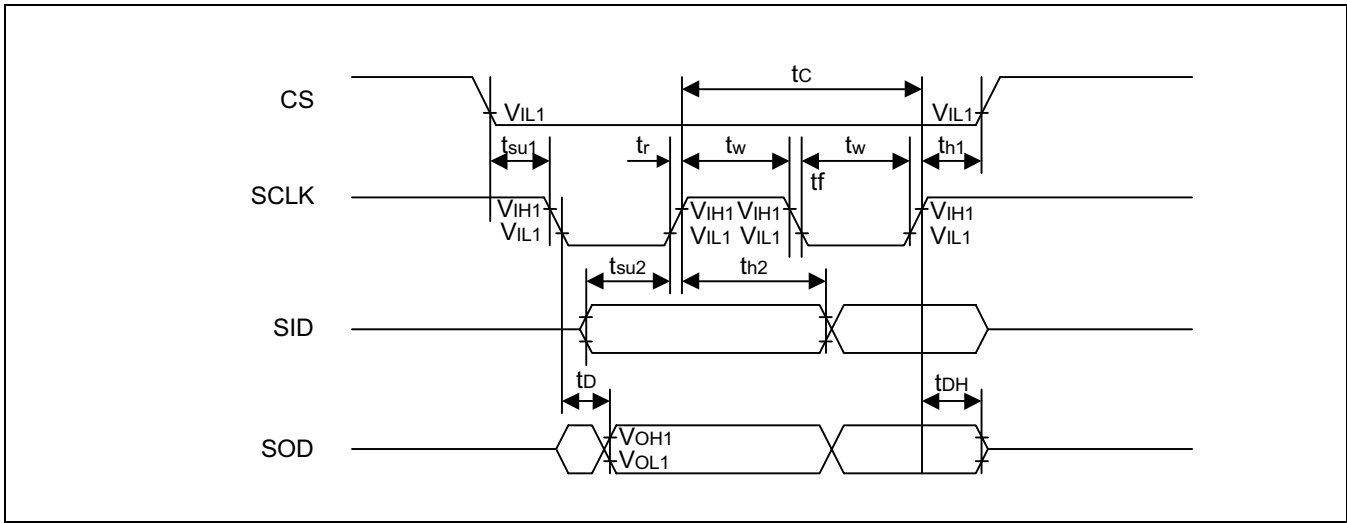 tC
CS
VIL1 VIL1
tsu1 tr tw tw th1
tf
SCLK
VIH1 VIH1 VIH1 VIH1
VIL1 VIL1 VIL1 VIL1
tsu2 th2
SID
tD tDH
VOH1
SOD
VOL1